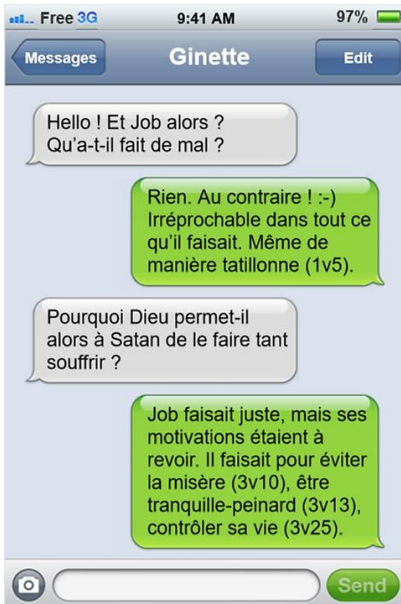 Free 3G 9:41 AM 97%
Messages Ginette Edit
Hello ! Et Job alors ?
Qu'a-t-il fait de mal ?
Rien. Au contraire ! :-)
Irréprochable dans tout ce
qu'il faisait. Même de
manière tatillonne (1v5).
Pourquoi Dieu permet-il
alors à Satan de le faire tant
souffrir ?
Job faisait juste, mais ses
motivations étaient à
revoir. Il faisait pour éviter
la misère (3v10), être
tranquille-peinard (3v13),
contrôler sa vie (3v25).
Send